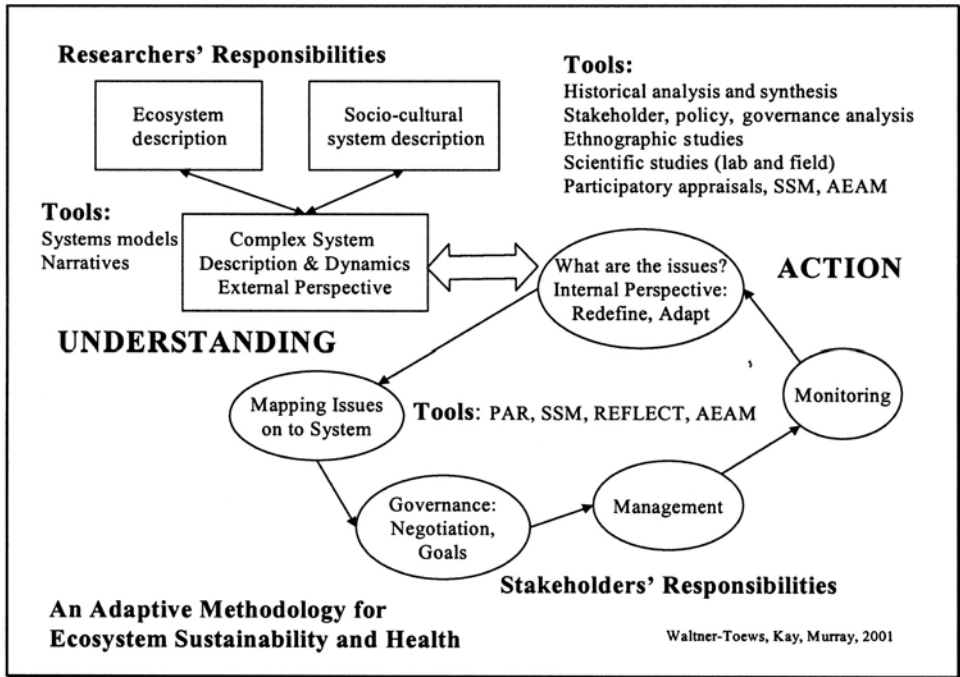 Researchers' Responsibilities
Ecosystem
description
Socio-cultural
system description
Tools:
Historical analysis and synthesis
Stakeholder, policy, governance analysis
Ethnographic studies
Scientific studies (lab and field)
Participatory appraisals, SSM, AEAM
Tools:
Systems models
Narratives
Complex System
Description & Dynamics
External Perspective
What are the issues?
Internal Perspective:
Redefine, Adapt
ACTION
UNDERSTANDING
Mapping Issues
on to System
Tools: PAR, SSM, REFLECT, AEAM
Monitoring
Governance:
Negotiation,
Goals
Management
Stakeholders' Responsibilities
An Adaptive Methodology for
Ecosystem Sustainability and Health
Waltner-Toews, Kay, Murray, 2001